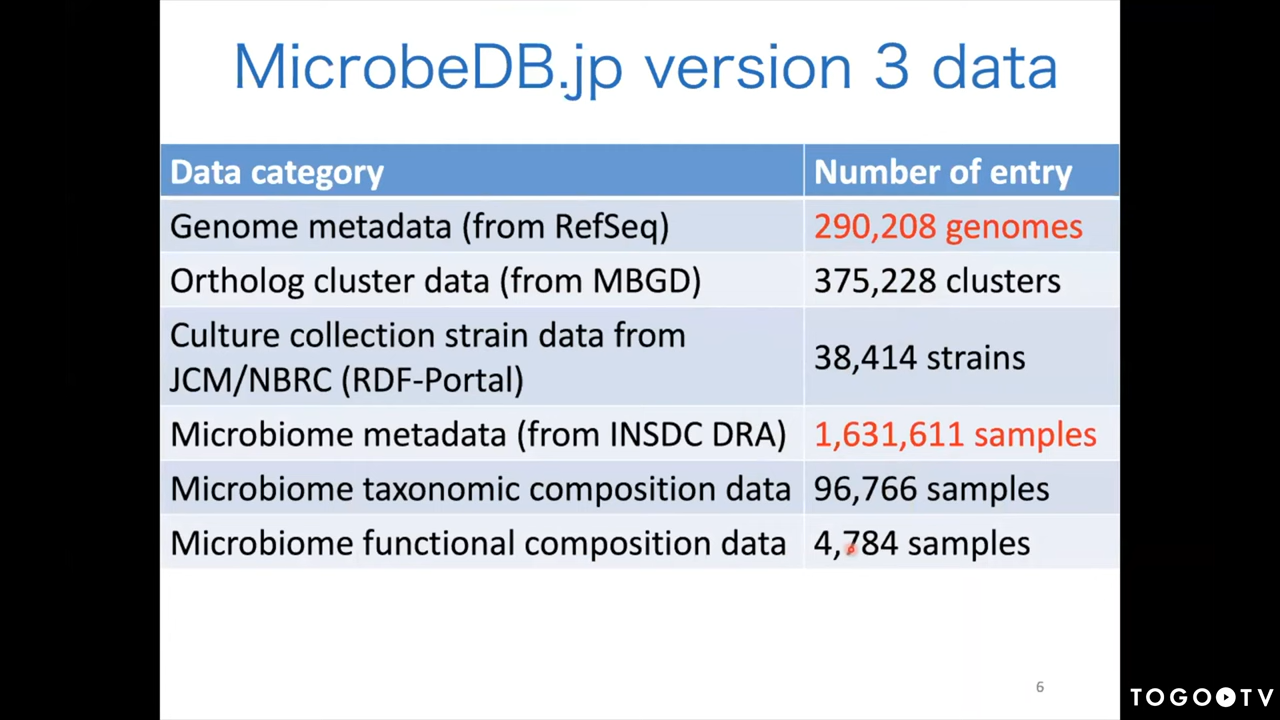 MicrobeDB.jp version 3 data
Data category
Number of entry
Genome metadata (from RefSeq)
290,208 genomes
Ortholog cluster data (from MBGD)
375,228 clusters
Culture collection strain data from
JCM/NBRC (RDF-Portal)
38,414 strains
Microbiome metadata (from INSDC DRA)
1,631,611 samples
Microbiome taxonomic composition data
96,766 samples
Microbiome functional composition data
4,784 samples
6
TOGO TV